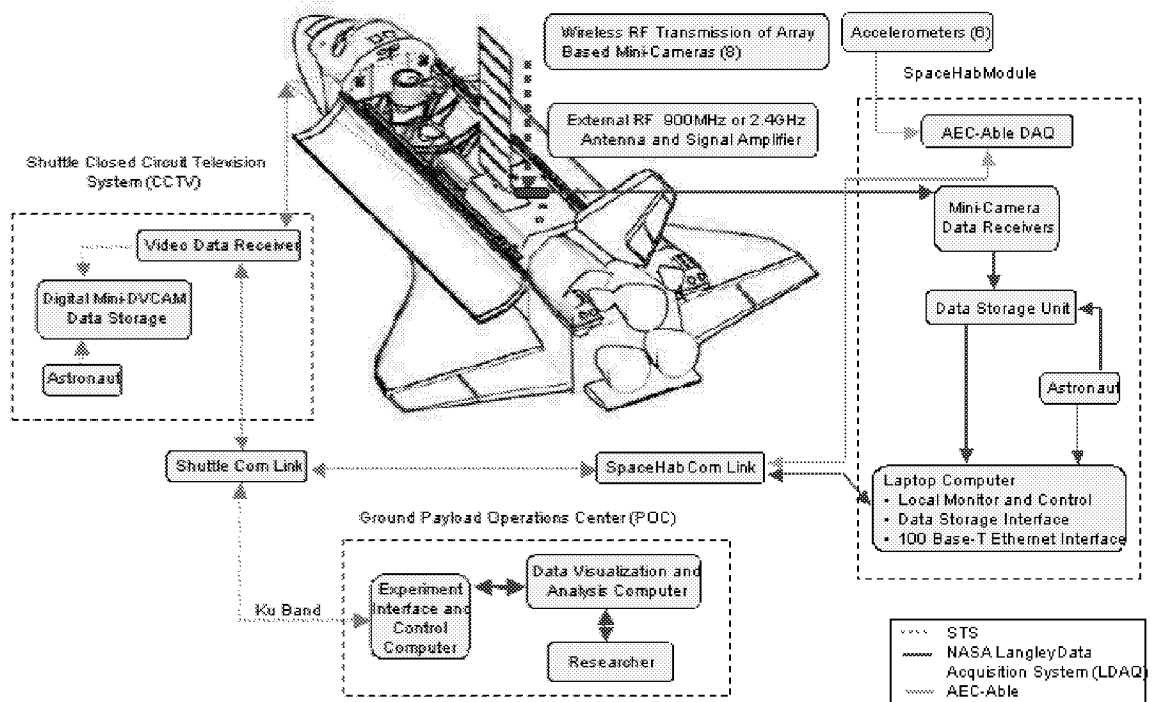 Wireless RF Transmission of Array
Based Mini-Cameras (8)
Accelerometers (6)
SpaceHabModule
External RF 900MHz or 2.4GHz
Antenna and Signal Amplifier
AEC-Able DAQ
Shuttle Closed Circuit Television
System (CCTV)
Mini-Camera
Data Receivers
Video Data Receiver
Digital Mini-DVCAM
Data Storage
Data Storage Unit
Astronaut
Astronaut
Shuttle Com Link
SpaceHab Com Link
Laptop Computer
• Local Monitor and Control
• Data Storage Interface
• 100 Base-T Ethernet Interface
Ground Payload Operations Center (POC)
Data Visualization and
Analysis Computer
Experiment
Interface and
Control
Computer
Ku Band
Researcher
STS
NASA Langley Data
Acquisition System (LDAQ)
AEC-Able